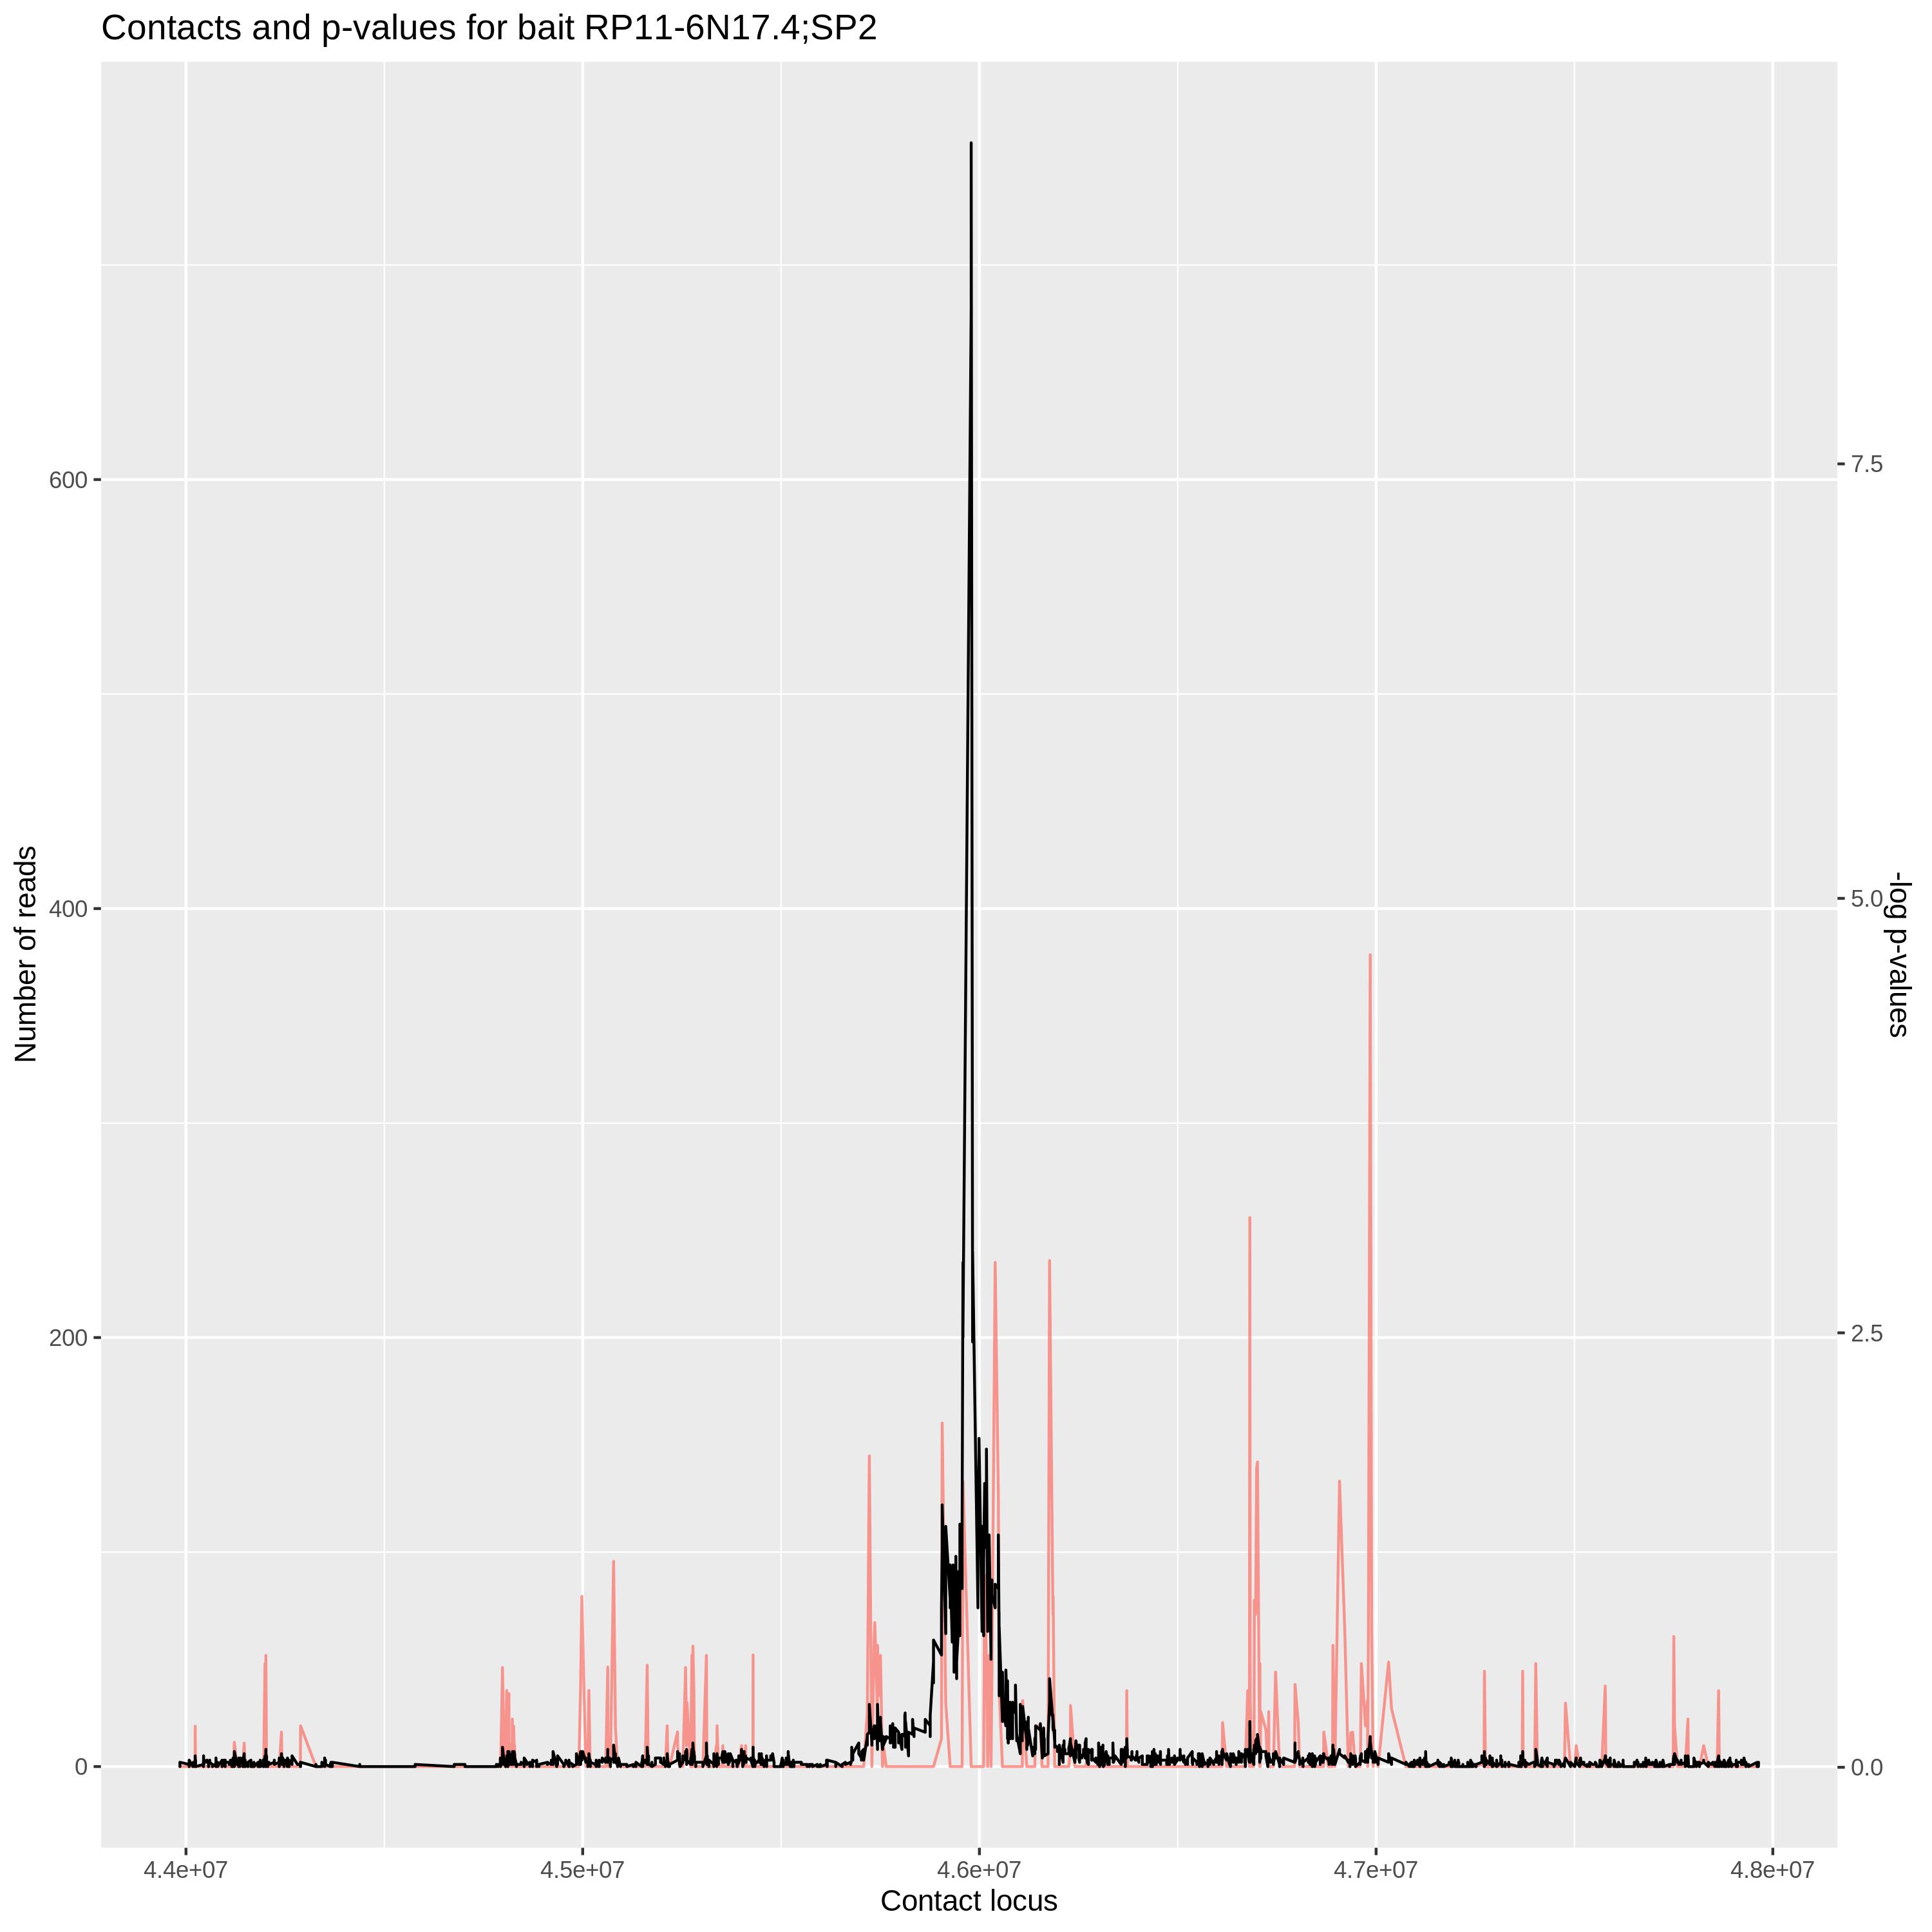 Contacts and p-values for bait RP11-6N17.4;SP2
Number of reads
600
400
200
0
7.5
5.0
2.5
0.0
-log p-values
4.4e+07
4.5e+07
4.6e+07
4.7e+07
4.8e+07
Contact locus